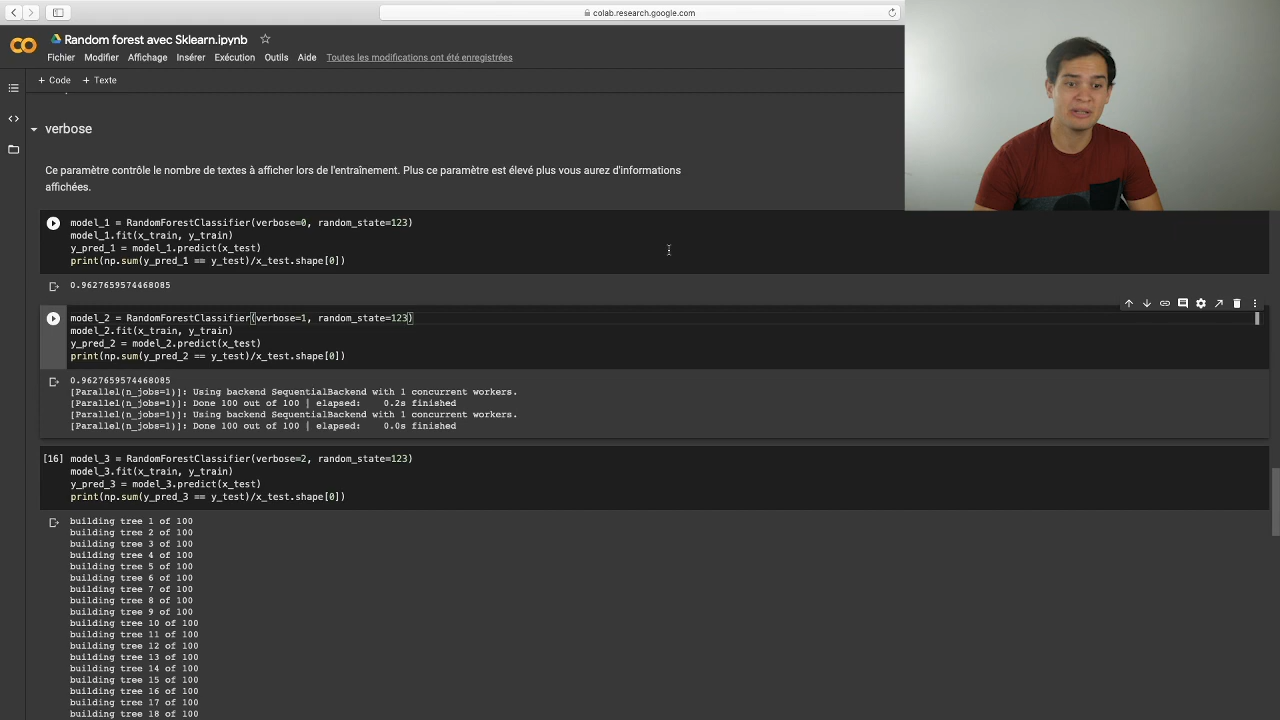 colab.research.google.com
Random forest avec Sklearn.ipynb
Fichier Modifier Affichage Insérer Exécution Outils Aide Toutes les modifications ont été enregistrées
+ Code + Texte
verbose
Ce paramètre contrôle le nombre de textes à afficher lors de l'entraînement. Plus ce paramètre est élevé plus vous aurez d'informations
affichées.
model_1 = RandomForestClassifier(verbose=0, random_state=123)
model_1.fit(x_train, y_train)
y_pred_1 = model_1.predict(x_test)
print(np.sum(y_pred_1 == y_test)/x_test.shape[0])
0.9627659574468085
model_2 = RandomForestClassifier(verbose=1, random_state=123)
model_2.fit(x_train, y_train)
y_pred_2 = model_2.predict(x_test)
print(np.sum(y_pred_2 == y_test)/x_test.shape[0])
0.9627659574468085
[Parallel(n_jobs=1)]: Using backend SequentialBackend with 1 concurrent workers.
[Parallel(n_jobs=1)]: Done 100 out of 100 | elapsed:    0.2s finished
[Parallel(n_jobs=1)]: Using backend SequentialBackend with 1 concurrent workers.
[Parallel(n_jobs=1)]: Done 100 out of 100 | elapsed:    0.0s finished
[16] model_3 = RandomForestClassifier(verbose=2, random_state=123)
model_3.fit(x_train, y_train)
y_pred_3 = model_3.predict(x_test)
print(np.sum(y_pred_3 == y_test)/x_test.shape[0])
building tree 1 of 100
building tree 2 of 100
building tree 3 of 100
building tree 4 of 100
building tree 5 of 100
building tree 6 of 100
building tree 7 of 100
building tree 8 of 100
building tree 9 of 100
building tree 10 of 100
building tree 11 of 100
building tree 12 of 100
building tree 13 of 100
building tree 14 of 100
building tree 15 of 100
building tree 16 of 100
building tree 17 of 100
building tree 18 of 100